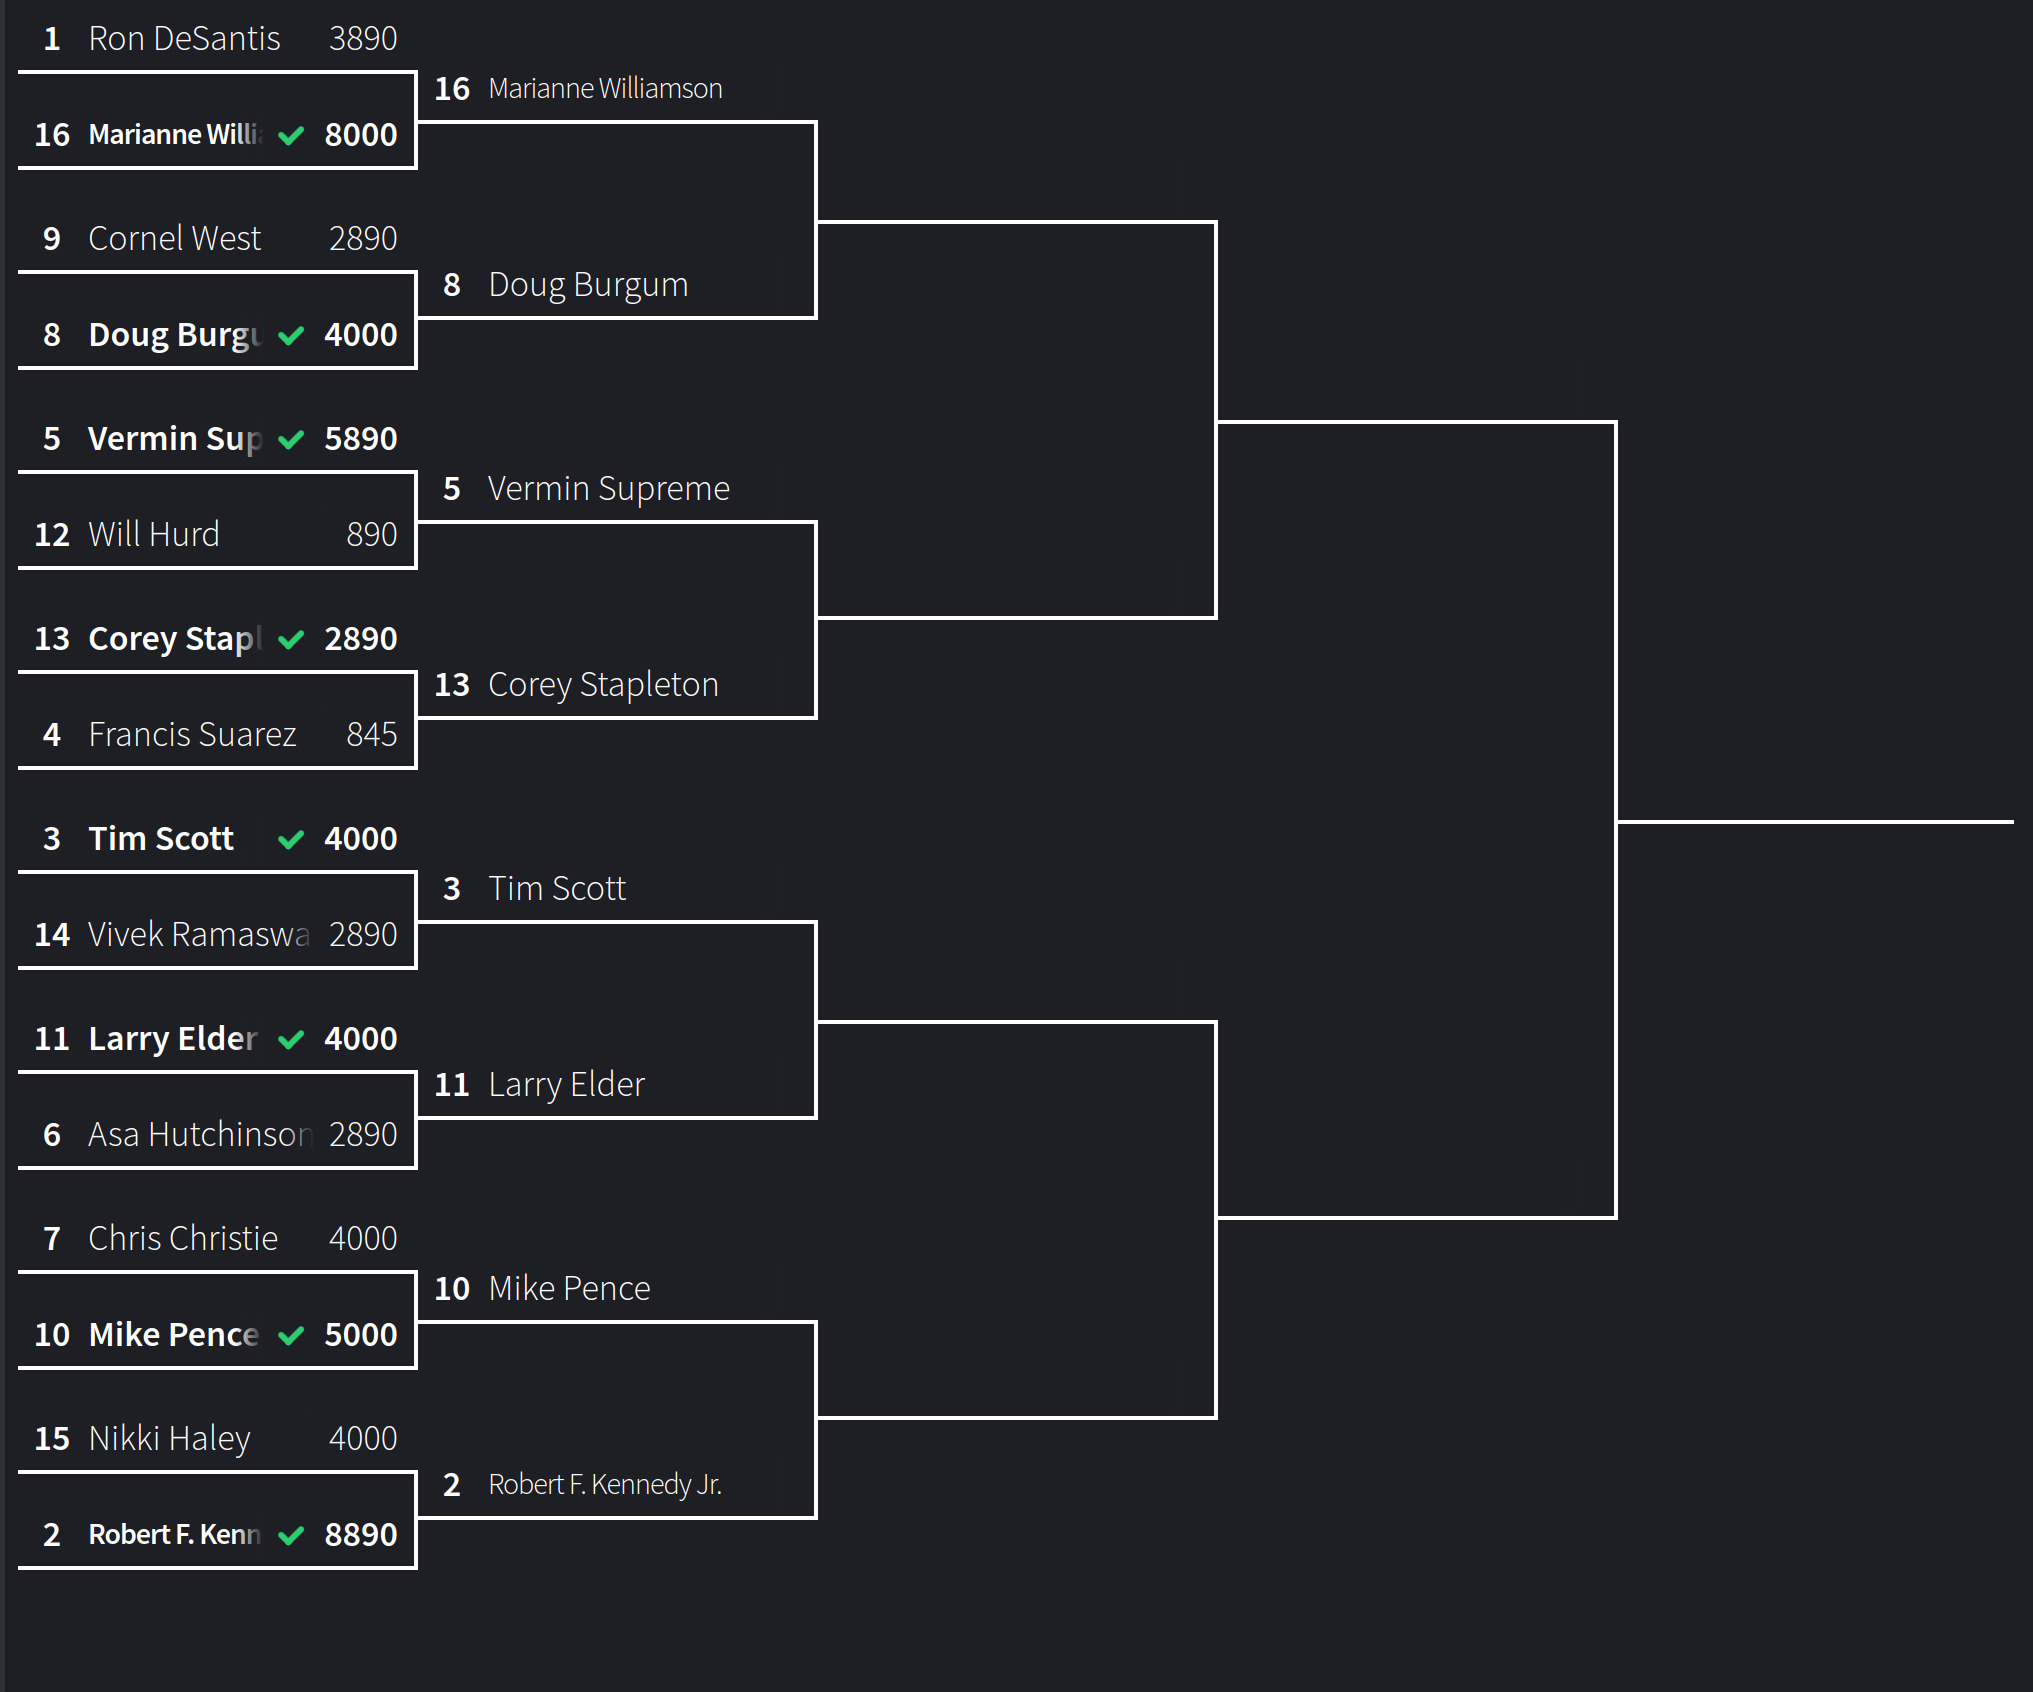 1 Ron DeSantis 3890
16 Marianne Willi 8000
16 Marianne Williamson
9 Cornel West 2890
8 Doug Burgu 4000
8 Doug Burgum
5 Vermin Sup 5890
12 Will Hurd 890
5 Vermin Supreme
13 Corey Stapl 2890
4 Francis Suarez 845
13 Corey Stapleton
3 Tim Scott 4000
14 Vivek Ramaswa 2890
3 Tim Scott
11 Larry Elder 4000
6 Asa Hutchinson 2890
11 Larry Elder
7 Chris Christie 4000
10 Mike Pence 5000
10 Mike Pence
15 Nikki Haley 4000
2 Robert F. Kenn 8890
2 Robert F. Kennedy Jr.